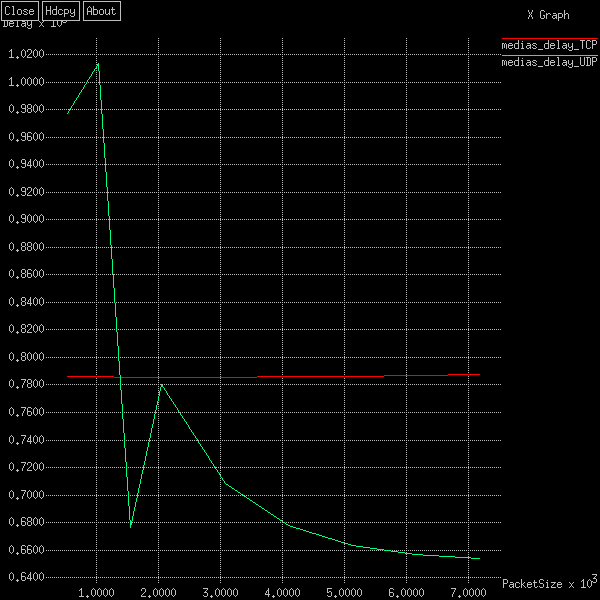 Close Hdcpy About
X Graph
Delay x 10
medias_delay_TCP
medias_delay_UDP
1.0200
1.0000
0.9800
0.9600
0.9400
0.9200
0.9000
0.8800
0.8600
0.8400
0.8200
0.8000
0.7800
0.7600
0.7400
0.7200
0.7000
0.6800
0.6600
0.6400
1.0000 2.0000 3.0000 4.0000 5.0000 6.0000 7.0000
PacketSize x 10³